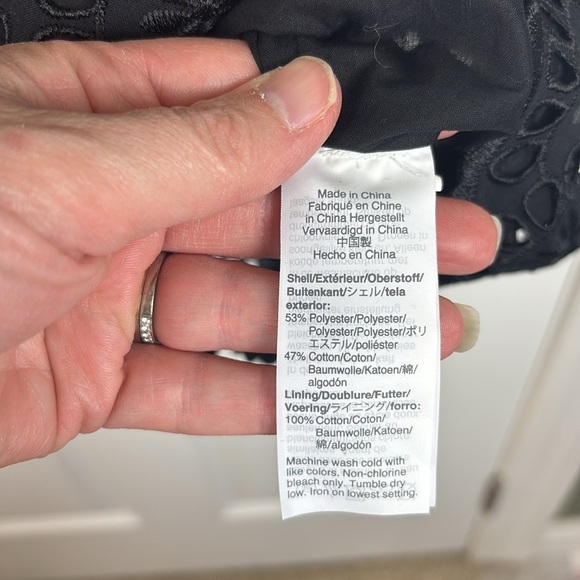 Made in China
Fabriqué en Chine
in China Hergestellt
Vervaardigd in China
中国製
Hecho en China
Shell/Extérieur/Oberstoff/
Buitenkant/シェル/tela
exterior:
53% Polyester/Polyester/
Polyester/Polyester/ポリ
エステル/poliéster
47% Cotton/Coton/
Baumwolle/Katoen/綿/
algodón
Lining/Doublure/Futter/
Voering/ライニング/forro:
100% Cotton/Coton/
Baumwolle/Katoen/
綿/algodón
Machine wash cold with
like colors. Non-chlorine
bleach only. Tumble dry
low. Iron on lowest setting.